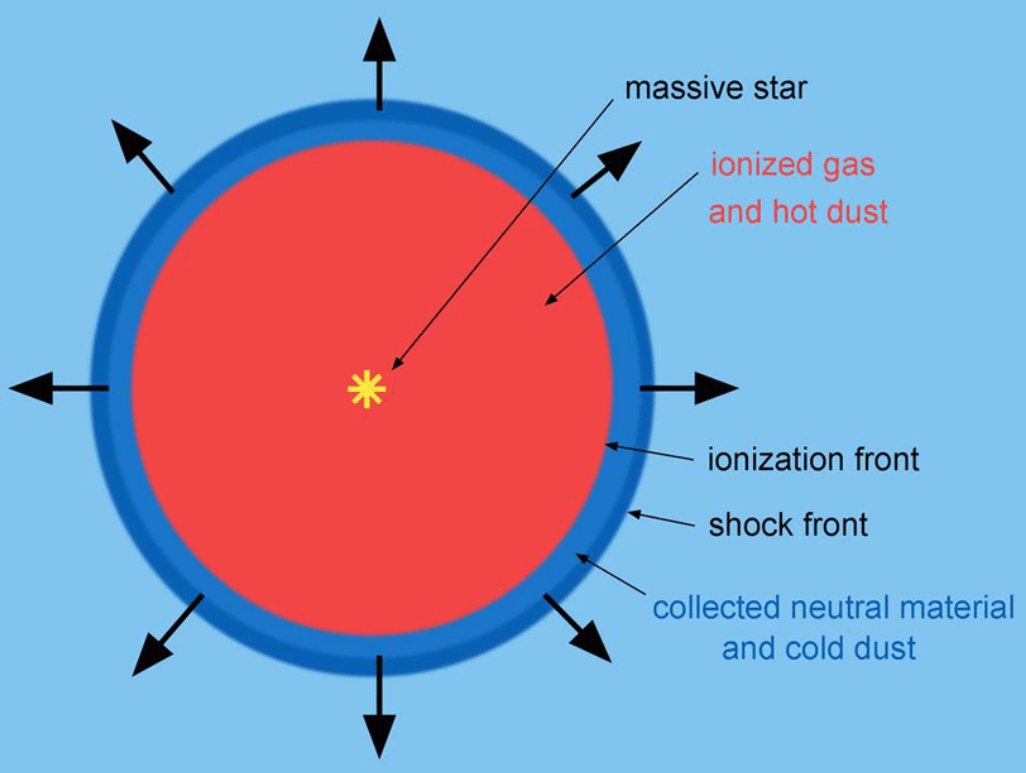 massive star
ionized gas
and hot dust
ionization front
shock front
collected neutral material
and cold dust